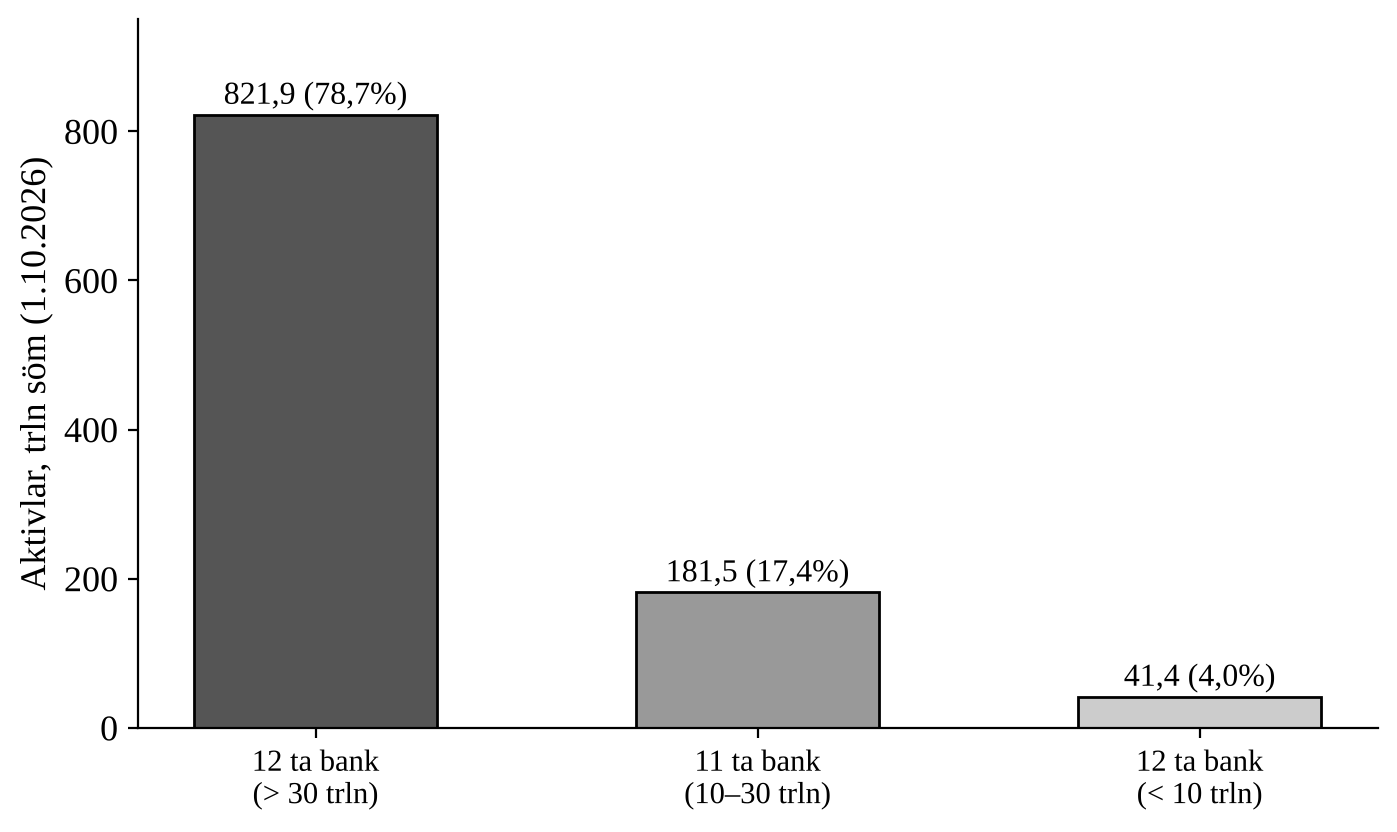 Aktivlar, trln söm (1.10.2026)
800
600
400
200
0
821,9 (78,7%)
181,5 (17,4%)
41,4 (4,0%)
12 ta bank
(> 30 trln)
11 ta bank
(10–30 trln)
12 ta bank
(< 10 trln)